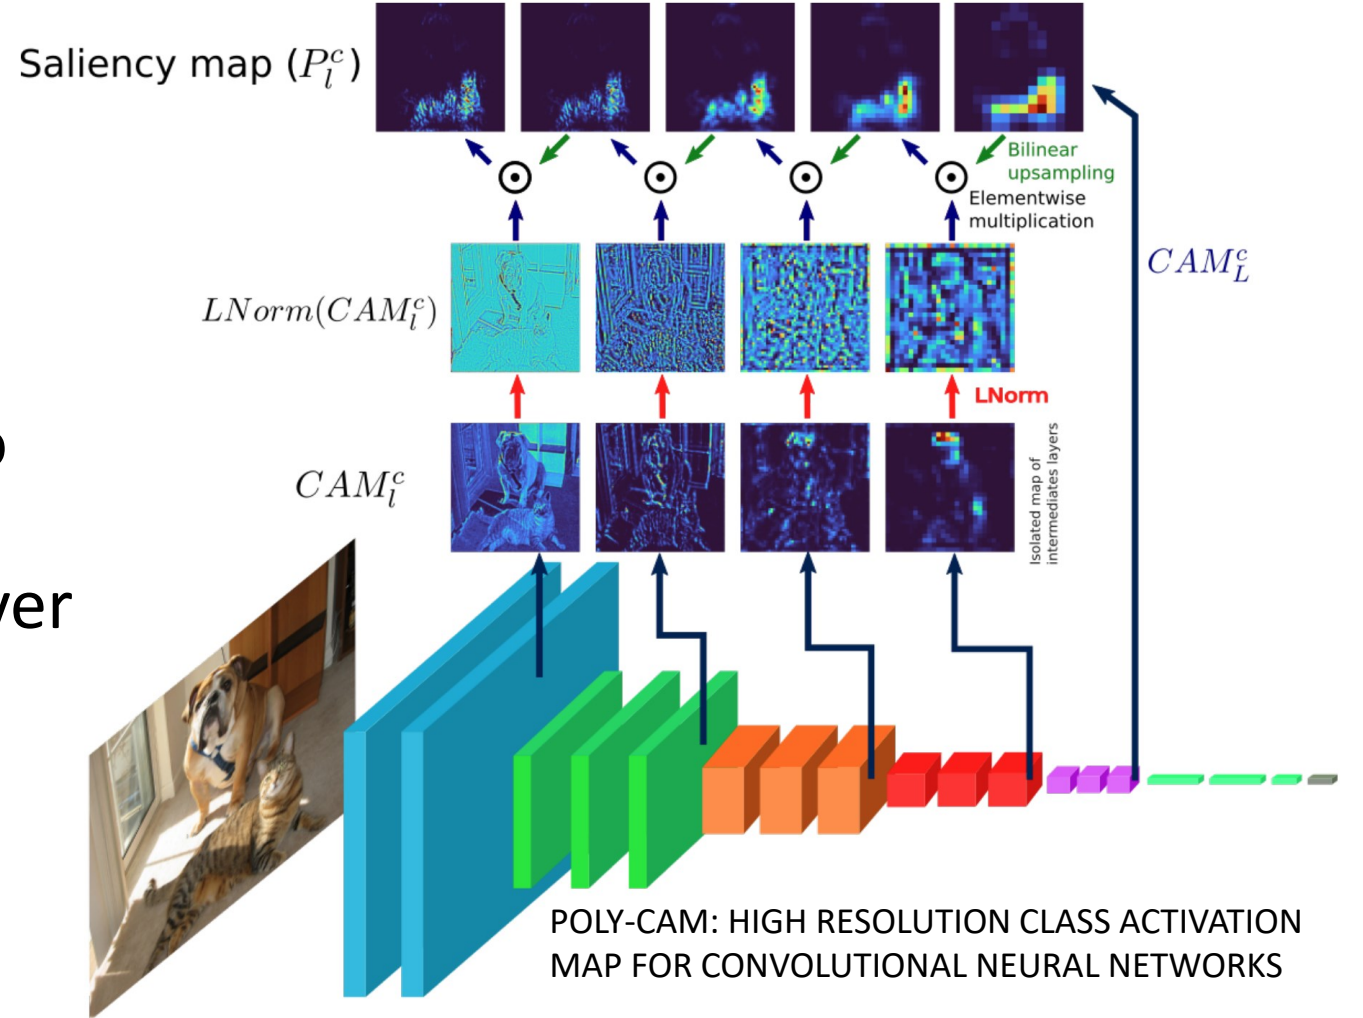 Saliency map (P_l^c)
Bilinear
upsampling
Elementwise
multiplication
CAM_L^c
LNorm(CAM_l^c)
LNorm
CAM_l^c
Isolated map of
intermediates layers
yer
POLY-CAM: HIGH RESOLUTION CLASS ACTIVATION
MAP FOR CONVOLUTIONAL NEURAL NETWORKS